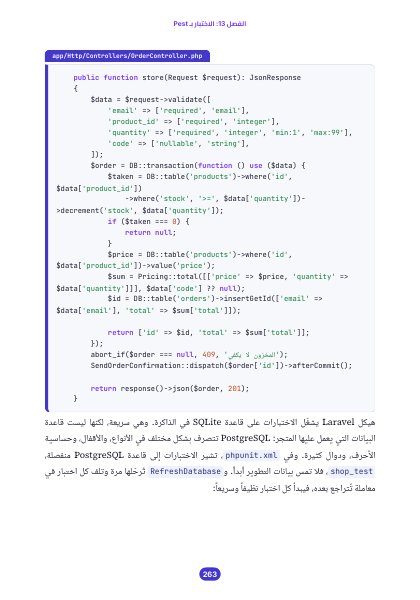 الفصل 13: الاختبار بـ Pest
app/Http/Controllers/OrderController.php
public function store(Request $request): JsonResponse
{
$data = $request->validate([
'email' => ['required', 'email'],
'product_id' => ['required', 'integer'],
'quantity' => ['required', 'integer', 'min:1', 'max:99'],
'code' => ['nullable', 'string'],
]);
$order = DB::transaction(function () use ($data) {
$taken = DB::table('products')->where('id',
$data['product_id'])
->where('stock', '>=', $data['quantity'])-
>decrement('stock', $data['quantity']);
if ($taken === 0) {
return null;
}
$price = DB::table('products')->where('id',
$data['product_id'])->value('price');
$sum = Pricing::total([['price' => $price, 'quantity' =>
$data['quantity']]], $data['code'] ?? null);
$id = DB::table('orders')->insertGetId(['email' =>
$data['email'], 'total' => $sum['total']]);
return ['id' => $id, 'total' => $sum['total']];
});
abort_if($order === null, 409, 'المخزون لا يكفي');
SendOrderConfirmation::dispatch($order['id'])->afterCommit();
return response()->json($order, 201);
}
هيكل Laravel يشغّل الاختبارات على قاعدة SQLite في الذاكرة. وهي سريعة، لكنها ليست قاعدة
البيانات التي يعمل عليها المتجر: PostgreSQL تتصرف بشكل مختلف في الأنواع، والأقفال، وحساسية
الأحرف، ودوال كثيرة. وفي phpunit.xml، تشير الاختبارات إلى قاعدة PostgreSQL منفصلة،
shop_test، فلا تمس بيانات التطوير أبداً. و RefreshDatabase تُرحّلها مرة وتلف كل اختبار في
معاملة تُتراجع بعده، فيبدأ كل اختبار نظيفاً وسريعاً:
263